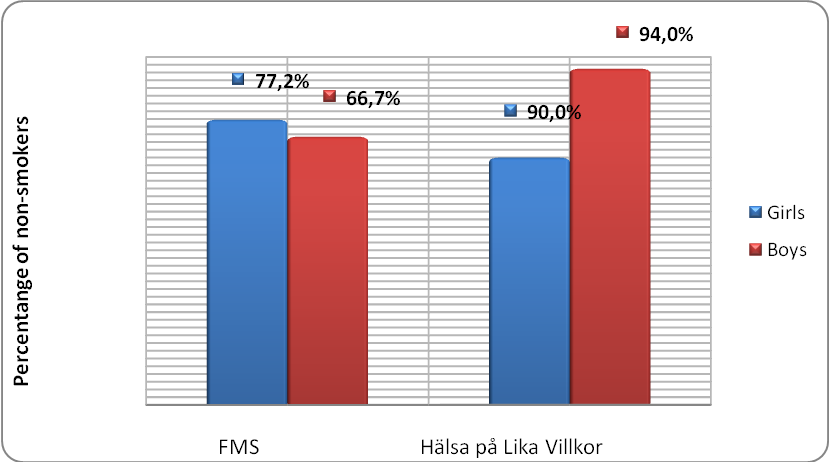 94,0%
77,2%
66,7%
90,0%
Percentange of non-smokers
Girls
Boys
FMS
Hälsa på Lika Villkor